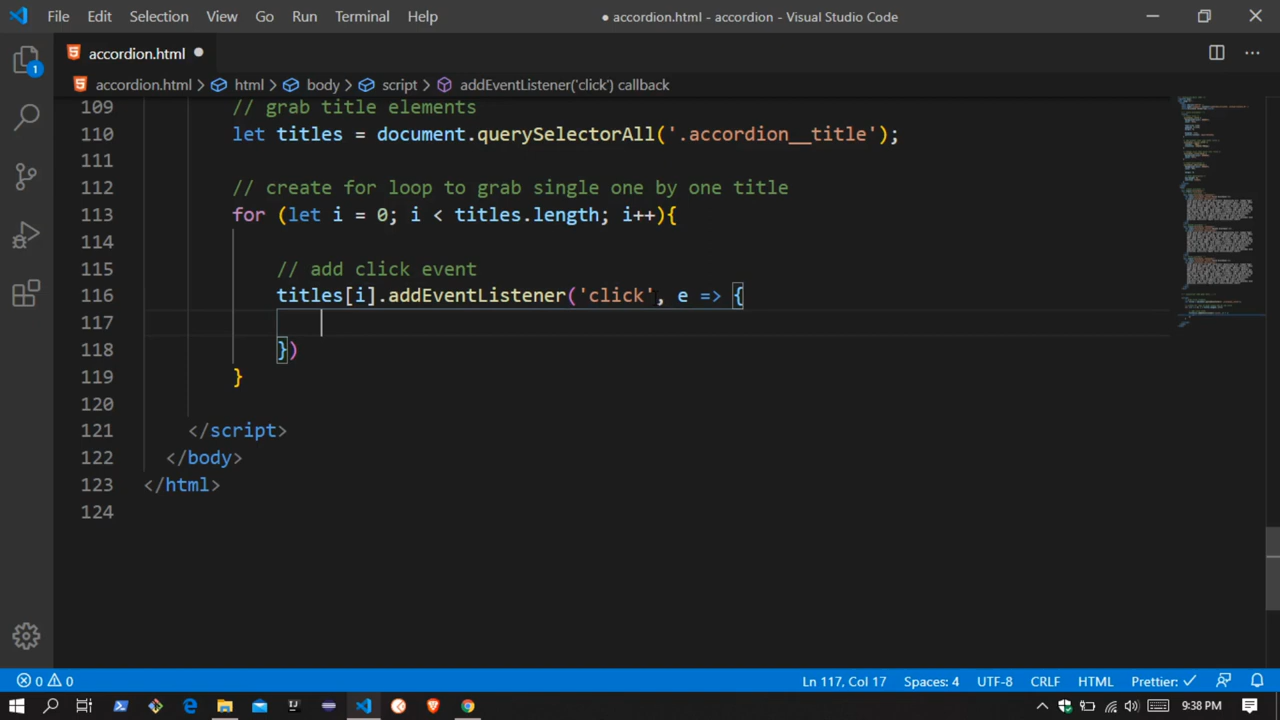 File Edit Selection View Go Run Terminal Help ● accordion.html - accordion - Visual Studio Code
accordion.html ●
accordion.html > html > body > script > addEventListener('click') callback
1
109 // grab title elements
110 let titles = document.querySelectorAll('.accordion__title');
111
112 // create for loop to grab single one by one title
113 for (let i = 0; i < titles.length; i++){
114
115 // add click event
116 titles[i].addEventListener('click', e => {
117
118 })
119 }
120
121 </script>
122 </body>
123 </html>
124
0 0 Ln 117, Col 17 Spaces: 4 UTF-8 CRLF HTML Prettier: ✓
9:38 PM